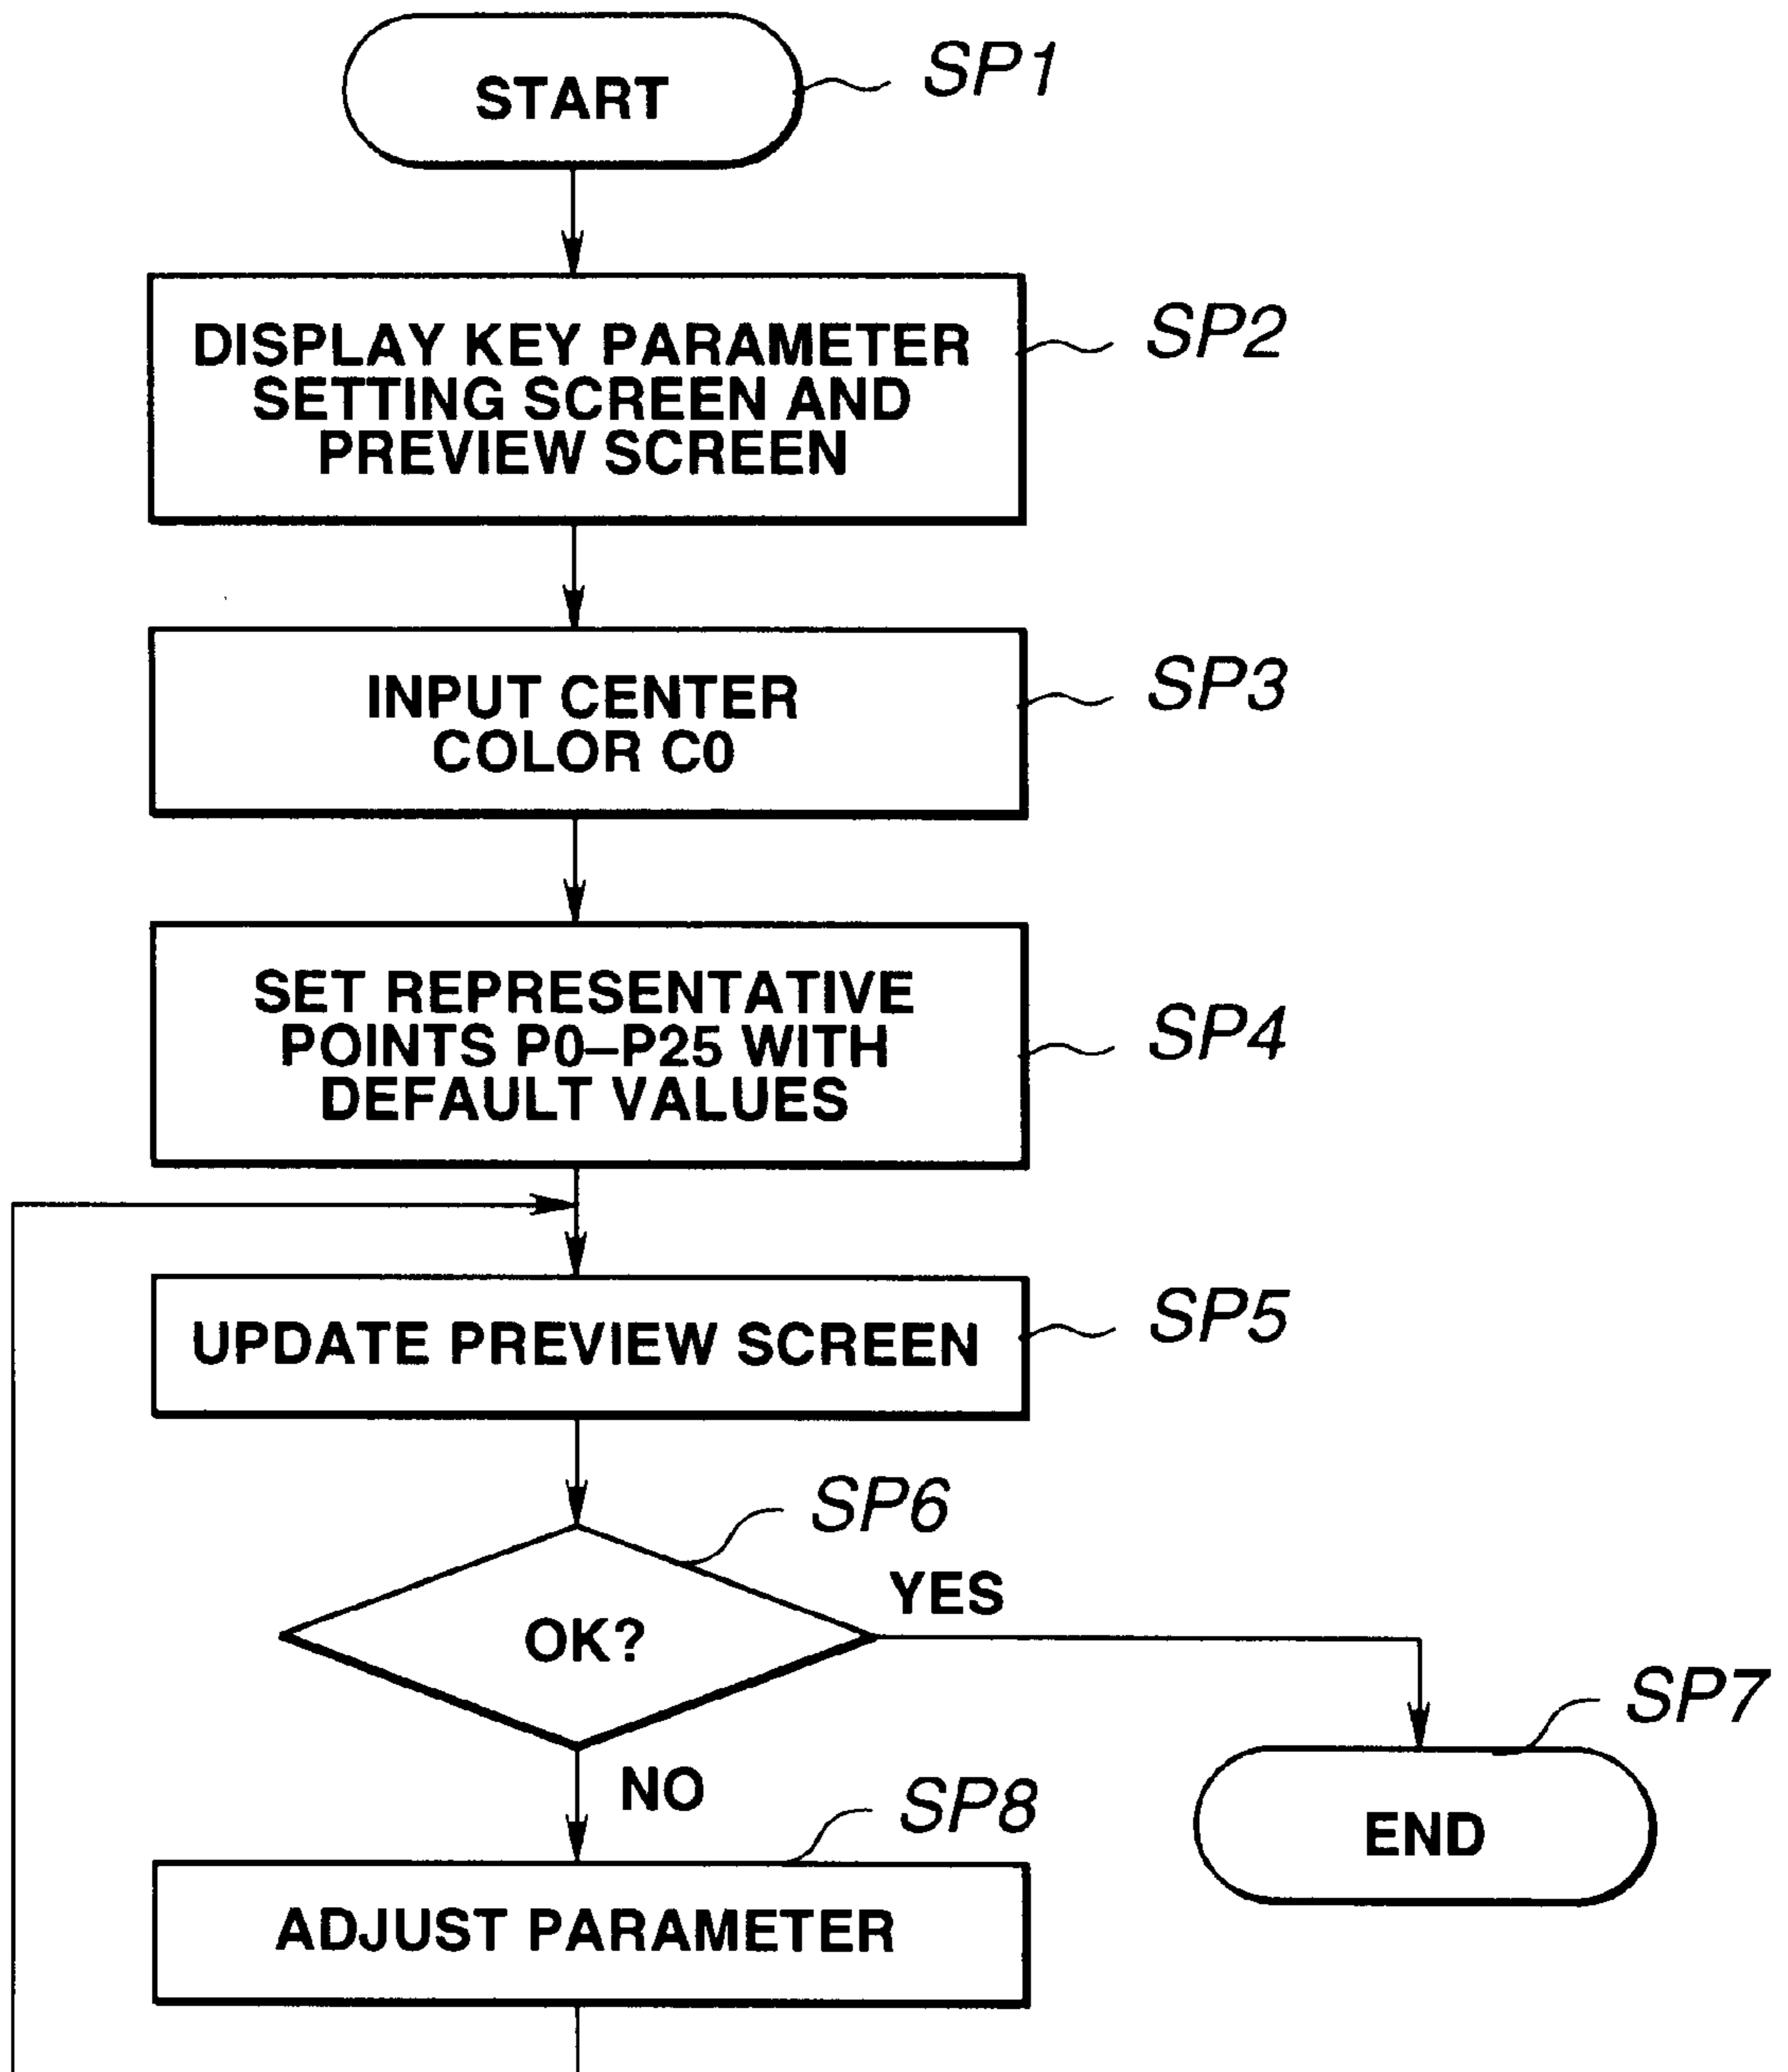 START
SP1
DISPLAY KEY PARAMETER
SETTING SCREEN AND
PREVIEW SCREEN
SP2
INPUT CENTER
COLOR C0
SP3
SET REPRESENTATIVE
POINTS P0–P25 WITH
DEFAULT VALUES
SP4
UPDATE PREVIEW SCREEN
SP5
SP6
OK?
YES
SP7
END
NO
SP8
ADJUST PARAMETER